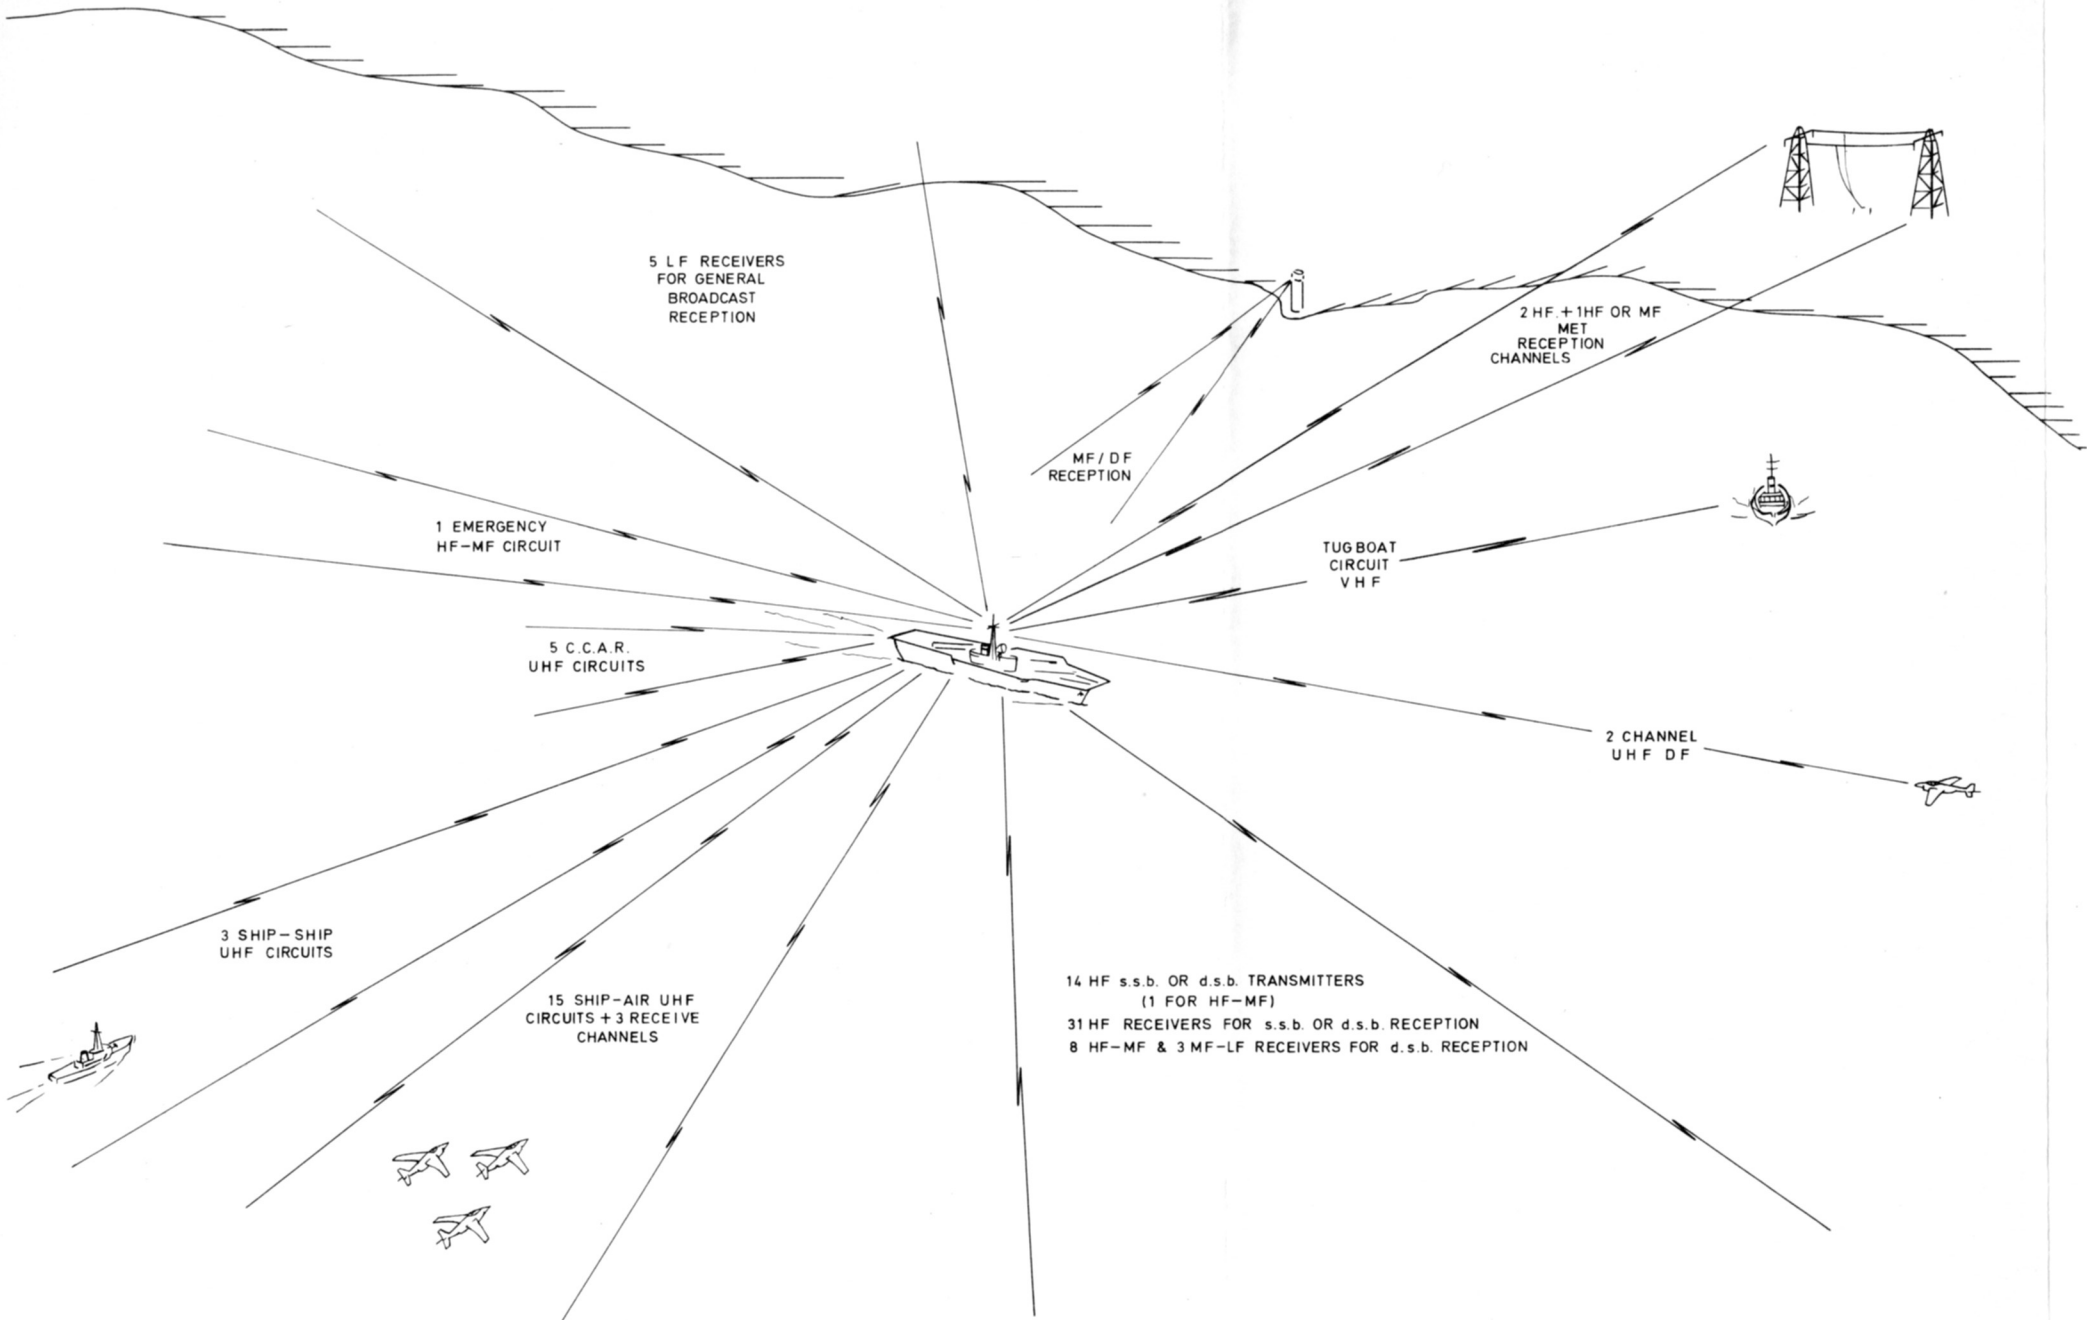 5 LF RECEIVERS
FOR GENERAL
BROADCAST
RECEPTION
2 HF.+1HF OR MF
MET
RECEPTION
CHANNELS
MF/DF
RECEPTION
1 EMERGENCY
HF-MF CIRCUIT
TUGBOAT
CIRCUIT
VHF
5 C.C.A.R.
UHF CIRCUITS
2 CHANNEL
UHF DF
3 SHIP-SHIP
UHF CIRCUITS
15 SHIP-AIR UHF
CIRCUITS + 3 RECEIVE
CHANNELS
14 HF s.s.b. OR d.s.b. TRANSMITTERS
(1 FOR HF-MF)
31 HF RECEIVERS FOR s.s.b. OR d.s.b. RECEPTION
8 HF-MF & 3 MF-LF RECEIVERS FOR d.s.b. RECEPTION